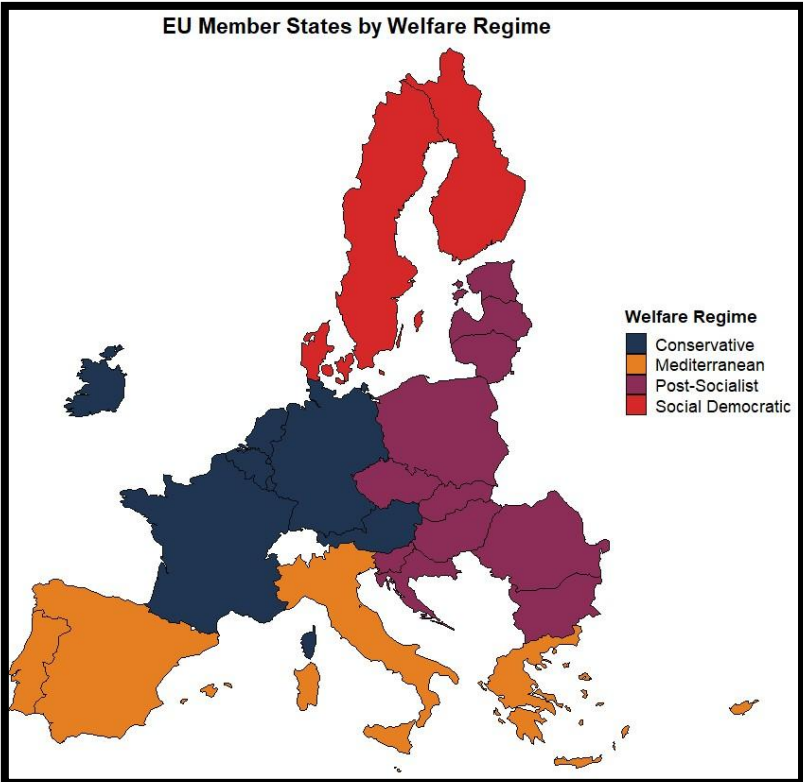 EU Member States by Welfare Regime
Welfare Regime
Conservative
Mediterranean
Post-Socialist
Social Democratic